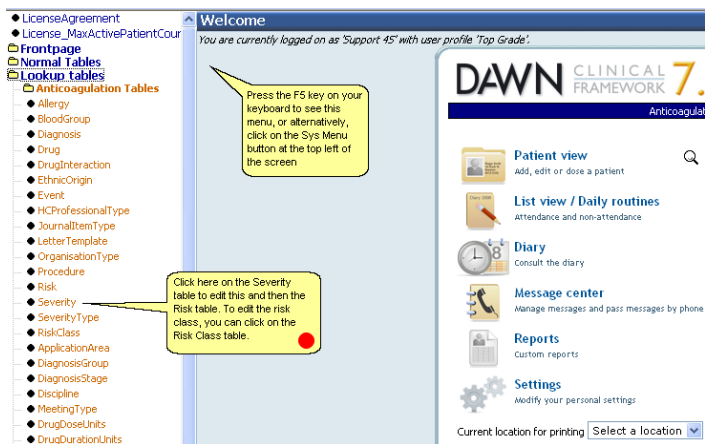 LicenseAgreement
License_MaxActivePatientCour
Frontpage
Normal Tables
Lookup tables
Anticoagulation Tables
Allergy
BloodGroup
Diagnosis
Drug
DrugInteraction
EthnicOrigin
Event
HCProfessionalType
JournalItemType
LetterTemplate
OrganisationType
Procedure
Risk
Severity
SeverityType
RiskClass
ApplicationArea
DiagnosisGroup
DiagnosisStage
Discipline
MeetingType
DrugDoseUnits
DrugDurationUnits
Welcome
You are currently logged on as 'Support 45' with user profile 'Top Grade'.
Press the F5 key on your
keyboard to see this
menu, or alternatively,
click on the Sys Menu
button at the top left of
the screen
Click here on the Severity
table to edit this and then the
Risk table. To edit the risk
class, you can click on the
Risk Class table.
DAWN CLINICAL FRAMEWORK 7.
Anticoagulat
Patient view
Add, edit or dose a patient
List view / Daily routines
Attendance and non-attendance
Diary
Consult the diary
Message center
Manage messages and pass messages by phone
Reports
Custom reports
Settings
Modify your personal settings
Current location for printing Select a location